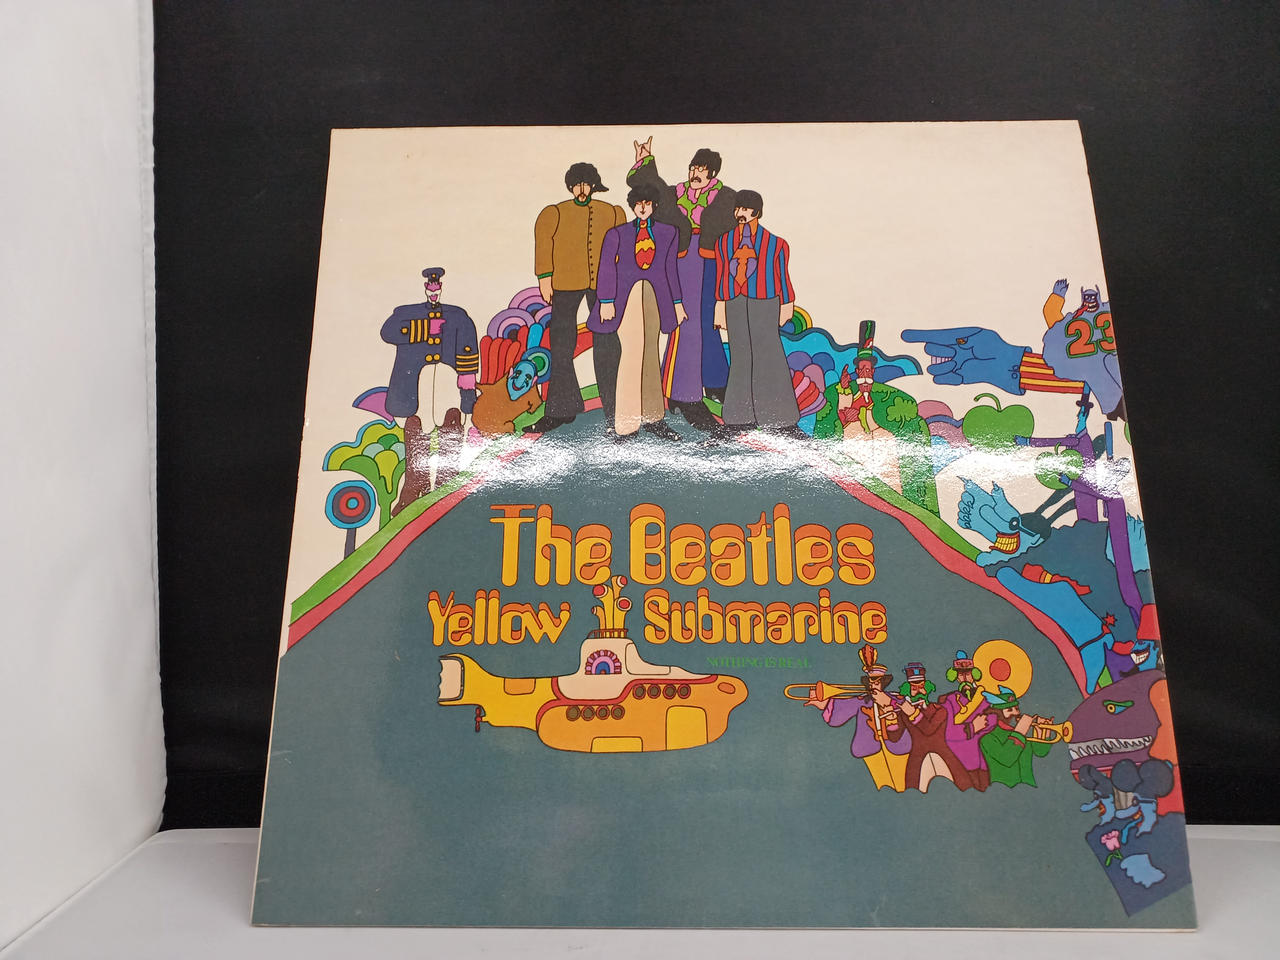 23
The Beatles
Yellow Submarine
NOTHING IS REAL